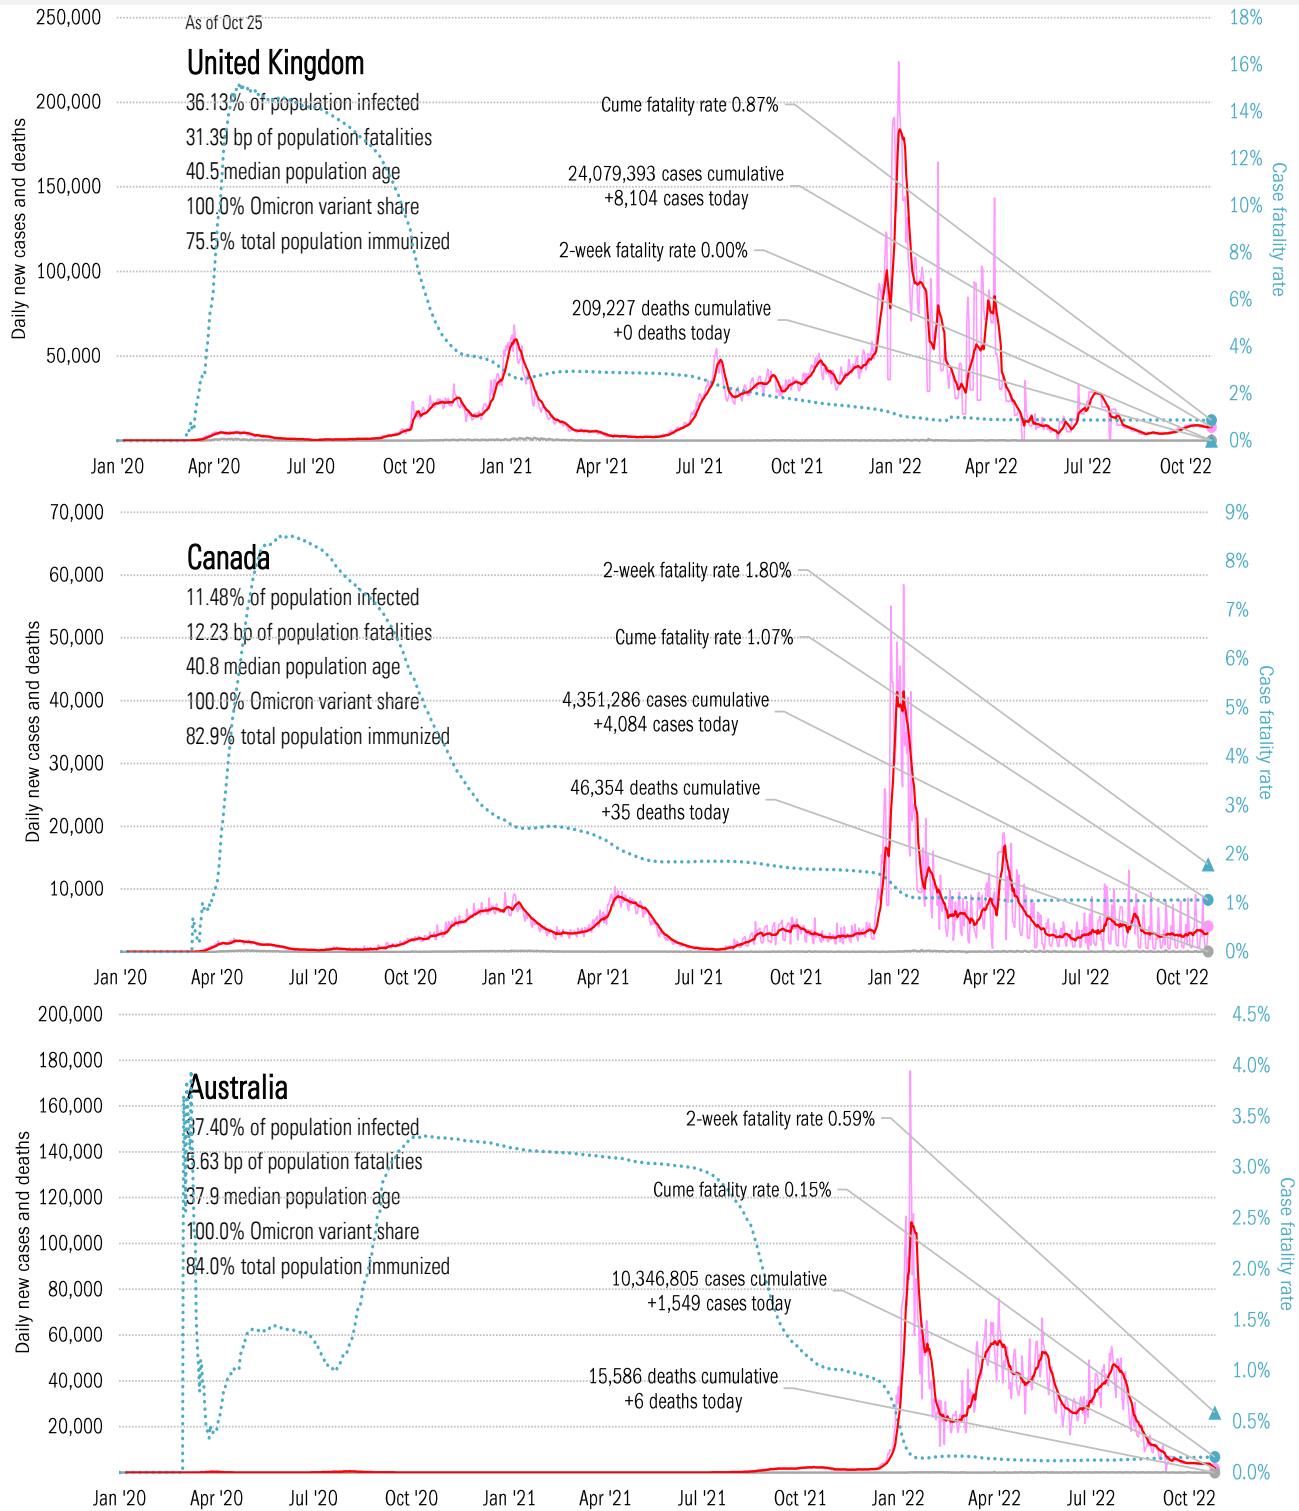 As of Oct 25
United Kingdom
36.13% of population infected
31.39 bp of population fatalities
40.5 median population age
100.0% Omicron variant share
75.5% total population immunized
Cume fatality rate 0.87%
24,079,393 cases cumulative
+8,104 cases today
2-week fatality rate 0.00%
209,227 deaths cumulative
+0 deaths today
Daily new cases and deaths
250,000
200,000
150,000
100,000
50,000
18%
16%
14%
12%
10%
8%
6%
4%
2%
0%
Case fatality rate
Jan '20 Apr '20 Jul '20 Oct '20 Jan '21 Apr '21 Jul '21 Oct '21 Jan '22 Apr '22 Jul '22 Oct '22
Canada
11.48% of population infected
12.23 bp of population fatalities
40.8 median population age
100.0% Omicron variant share
82.9% total population immunized
2-week fatality rate 1.80%
Cume fatality rate 1.07%
4,351,286 cases cumulative
+4,084 cases today
46,354 deaths cumulative
+35 deaths today
Daily new cases and deaths
70,000
60,000
50,000
40,000
30,000
20,000
10,000
9%
8%
7%
6%
5%
4%
3%
2%
1%
0%
Case fatality rate
Jan '20 Apr '20 Jul '20 Oct '20 Jan '21 Apr '21 Jul '21 Oct '21 Jan '22 Apr '22 Jul '22 Oct '22
Australia
37.40% of population infected
5.63 bp of population fatalities
37.9 median population age
100.0% Omicron variant share
84.0% total population immunized
2-week fatality rate 0.59%
Cume fatality rate 0.15%
10,346,805 cases cumulative
+1,549 cases today
15,586 deaths cumulative
+6 deaths today
Daily new cases and deaths
200,000
180,000
160,000
140,000
120,000
100,000
80,000
60,000
40,000
20,000
4.5%
4.0%
3.5%
3.0%
2.5%
2.0%
1.5%
1.0%
0.5%
0.0%
Case fatality rate
Jan '20 Apr '20 Jul '20 Oct '20 Jan '21 Apr '21 Jul '21 Oct '21 Jan '22 Apr '22 Jul '22 Oct '22